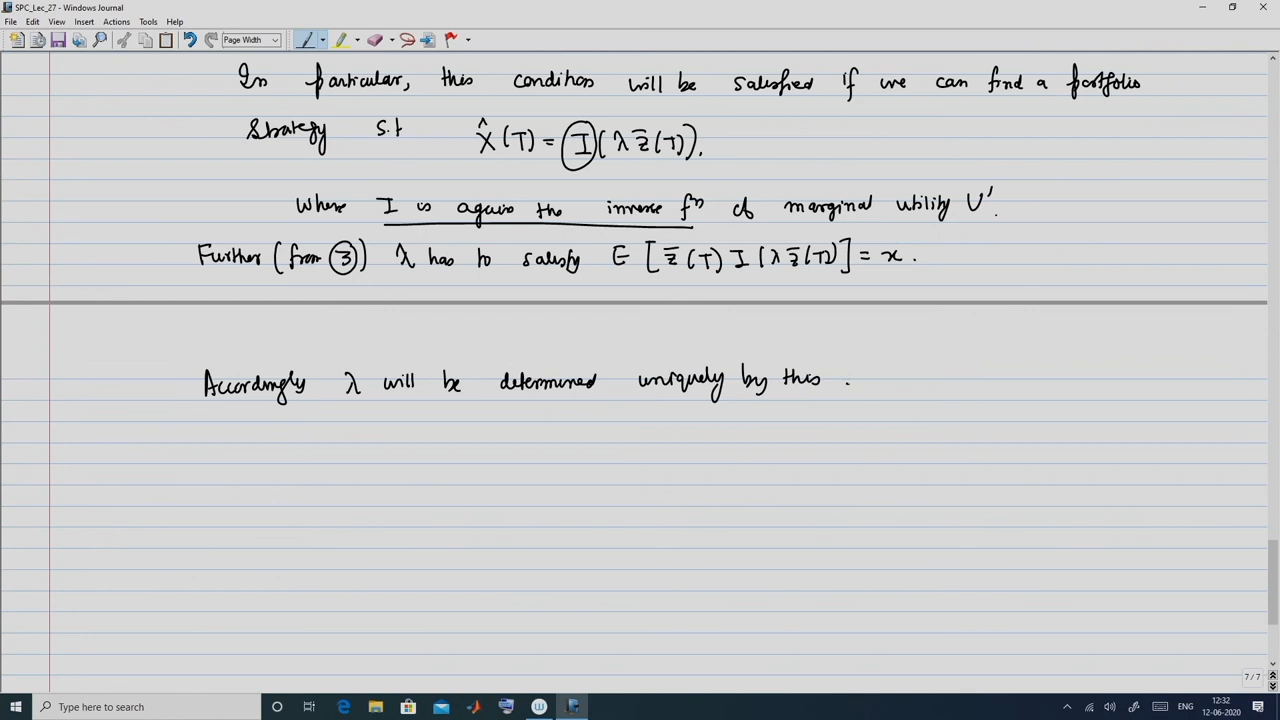 SPC_Lec_27 - Windows Journal
File Edit View Insert Actions Tools Help
Page Width
In particular, this condition will be satisfied if we can find a portfolio
Strategy s.t X̂(T) = I(λ Z̄(T)).
Where I is again the inverse fⁿ of marginal utility U'.
Further (from ③) λ has to satisfy E [Z̄(T) I(λ Z̄(T))] = x.
Accordingly λ will be determined uniquely by this.
7 / 7
Type here to search
ENG
12:32
12-06-2020